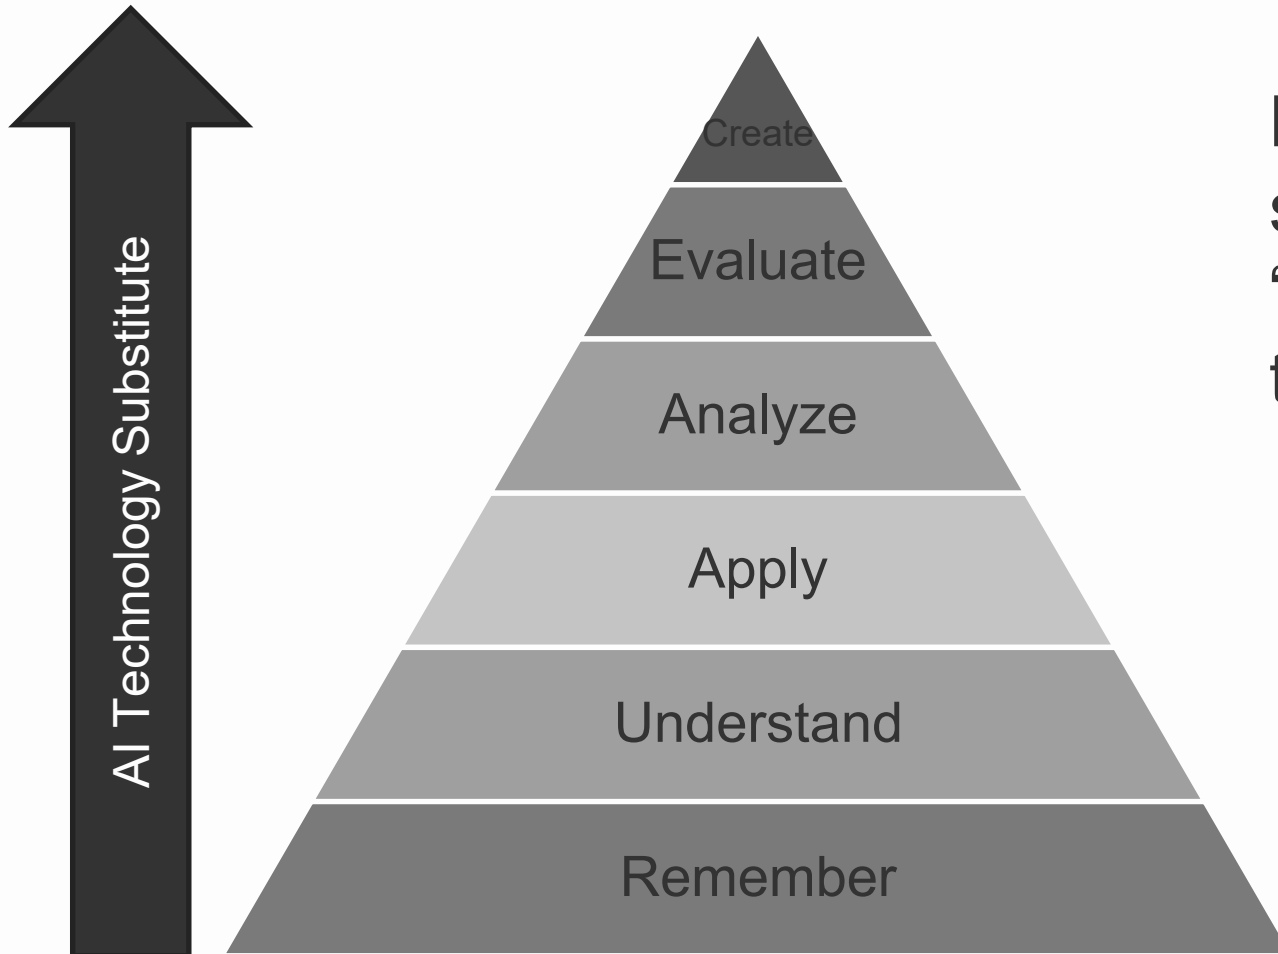 AI Technology Substitute
Create
Evaluate
Analyze
Apply
Understand
Remember